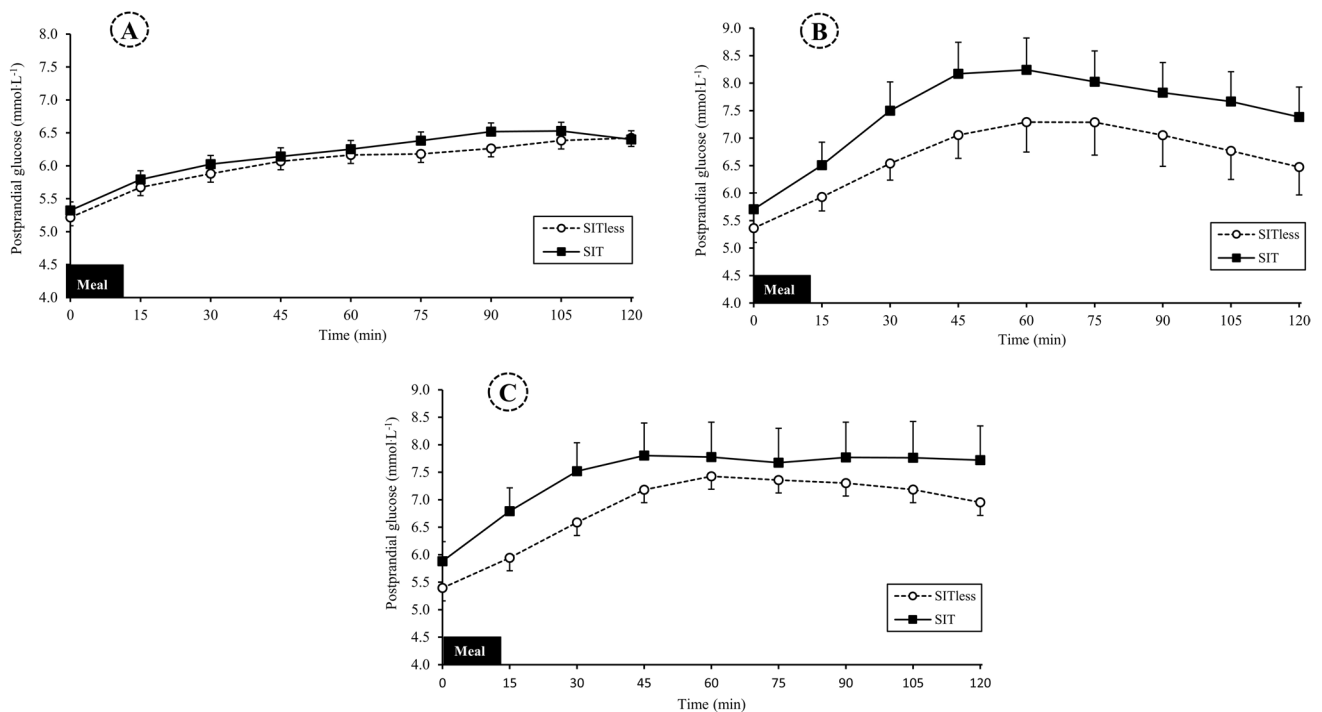 A
Postprandial glucose (mmol·L-1)
8.0
7.5
7.0
6.5
6.0
5.5
5.0
4.5
4.0
SITless
SIT
Meal
0 15 30 45 60 75 90 105 120
Time (min)
B
Postprandial glucose (mmol·L-1)
9.0
8.5
8.0
7.5
7.0
6.5
6.0
5.5
5.0
4.5
4.0
SITless
SIT
Meal
0 15 30 45 60 75 90 105 120
Time (min)
C
Postprandial glucose (mmol·L-1)
9.0
8.5
8.0
7.5
7.0
6.5
6.0
5.5
5.0
4.5
4.0
SITless
SIT
Meal
0 15 30 45 60 75 90 105 120
Time (min)